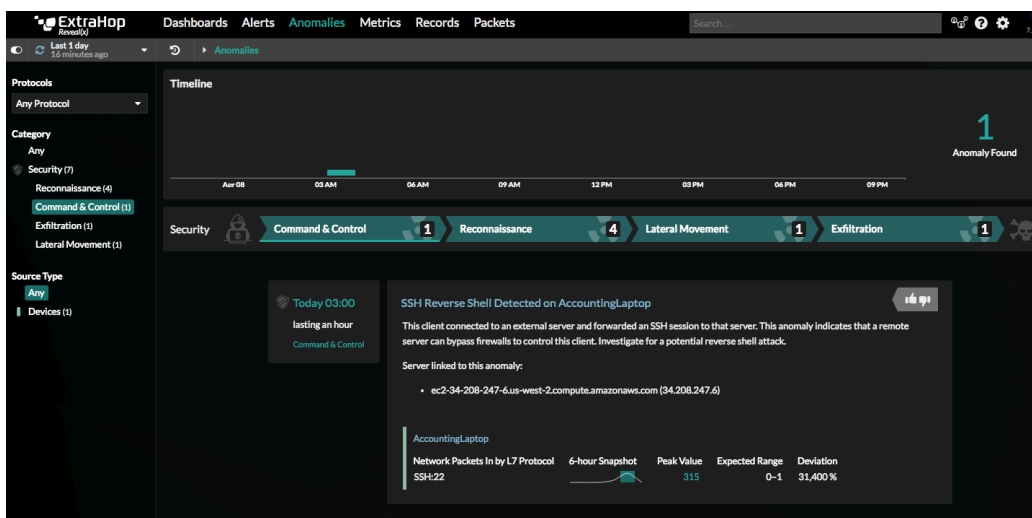 ExtraHop
Reveal(x)
Dashboards Alerts Anomalies Metrics Records Packets
Search...
Last 1 day
16 minutes ago
Anomalies
7.
Protocols
Any Protocol
Category
Any
Security (7)
Reconnaissance (4)
Command & Control (1)
Exfiltration (1)
Lateral Movement (1)
Source Type
Any
Devices (1)
Timeline
1
Anomaly Found
Apr 08 03 AM 06 AM 09 AM 12 PM 03 PM 06 PM 09 PM
Security Command & Control 1 Reconnaissance 4 Lateral Movement 1 Exfiltration 1
Today 03:00
lasting an hour
Command & Control
SSH Reverse Shell Detected on AccountingLaptop
This client connected to an external server and forwarded an SSH session to that server. This anomaly indicates that a remote
server can bypass firewalls to control this client. Investigate for a potential reverse shell attack.
Server linked to this anomaly:
• ec2-34-208-247-6.us-west-2.compute.amazonaws.com (34.208.247.6)
AccountingLaptop
Network Packets In by L7 Protocol 6-hour Snapshot Peak Value Expected Range Deviation
SSH:22 315 0–1 31,400 %